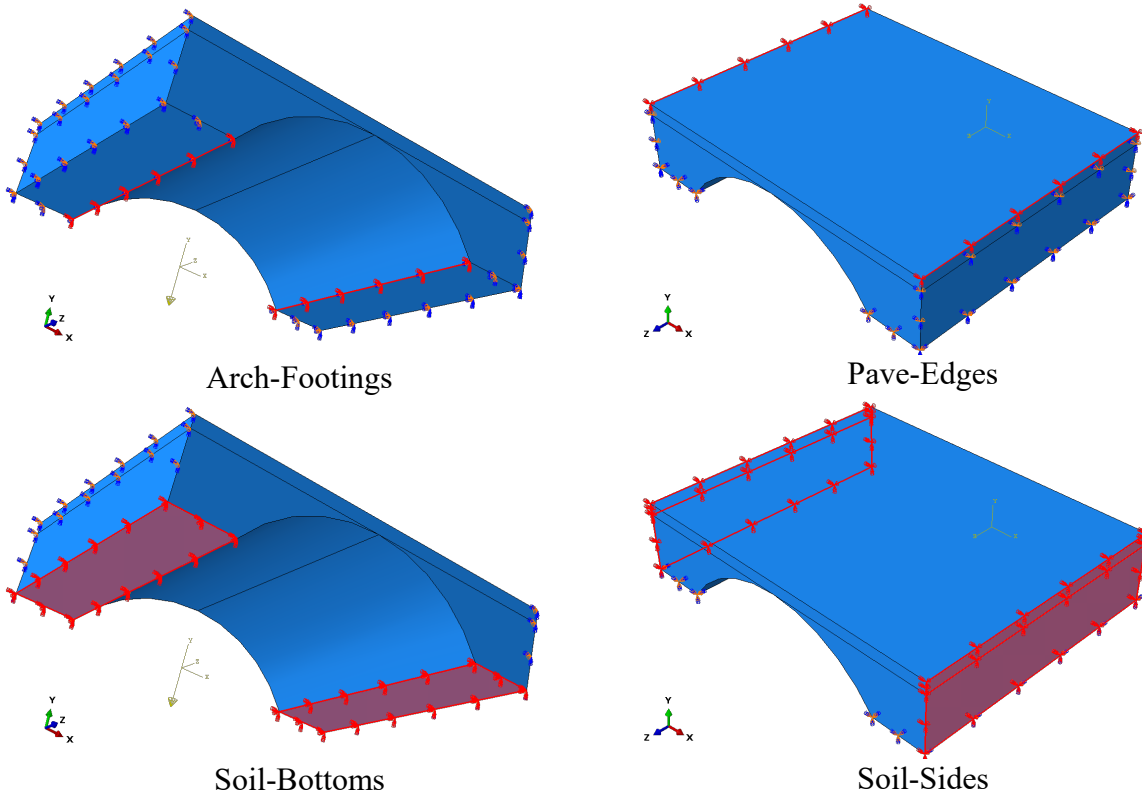 Y
Z
X
Y
Z
X
Arch-Footings
Y
Z
X
Pave-Edges
Y
Z
X
Y
Z
X
Soil-Bottoms
Y
Z
X
Soil-Sides